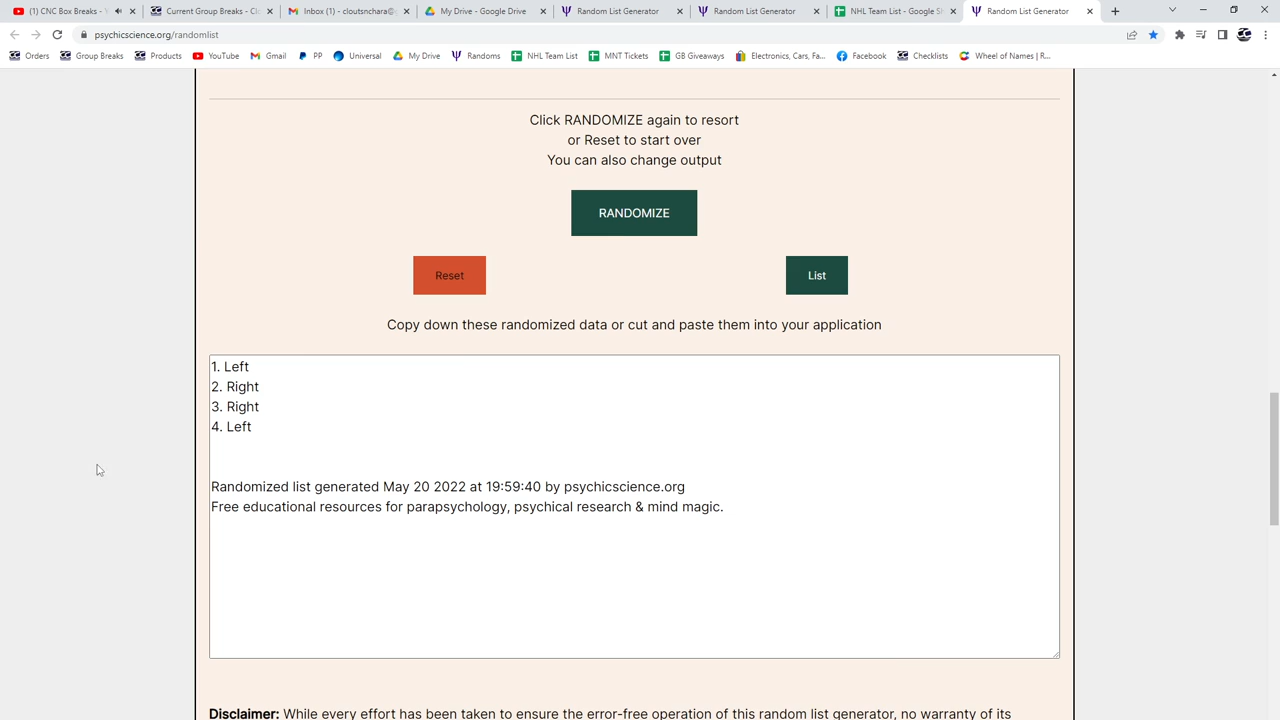 (1) CNC Box Breaks - Y
Current Group Breaks - Cl
Inbox (1) - cloutsnchara@g
My Drive - Google Drive
Random List Generator
Random List Generator
NHL Team List - Google Sh
Random List Generator
psychicscience.org/randomlist
Orders
Group Breaks
Products
YouTube
Gmail
PP
Universal
My Drive
Randoms
NHL Team List
MNT Tickets
GB Giveaways
Electronics, Cars, Fa...
Facebook
Checklists
Wheel of Names | R...
Click RANDOMIZE again to resort
or Reset to start over
You can also change output
RANDOMIZE
Reset
List
Copy down these randomized data or cut and paste them into your application
1. Left
2. Right
3. Right
4. Left
Randomized list generated May 20 2022 at 19:59:40 by psychicscience.org
Free educational resources for parapsychology, psychical research & mind magic.
Disclaimer: While every effort has been taken to ensure the error-free operation of this random list generator, no warranty of its